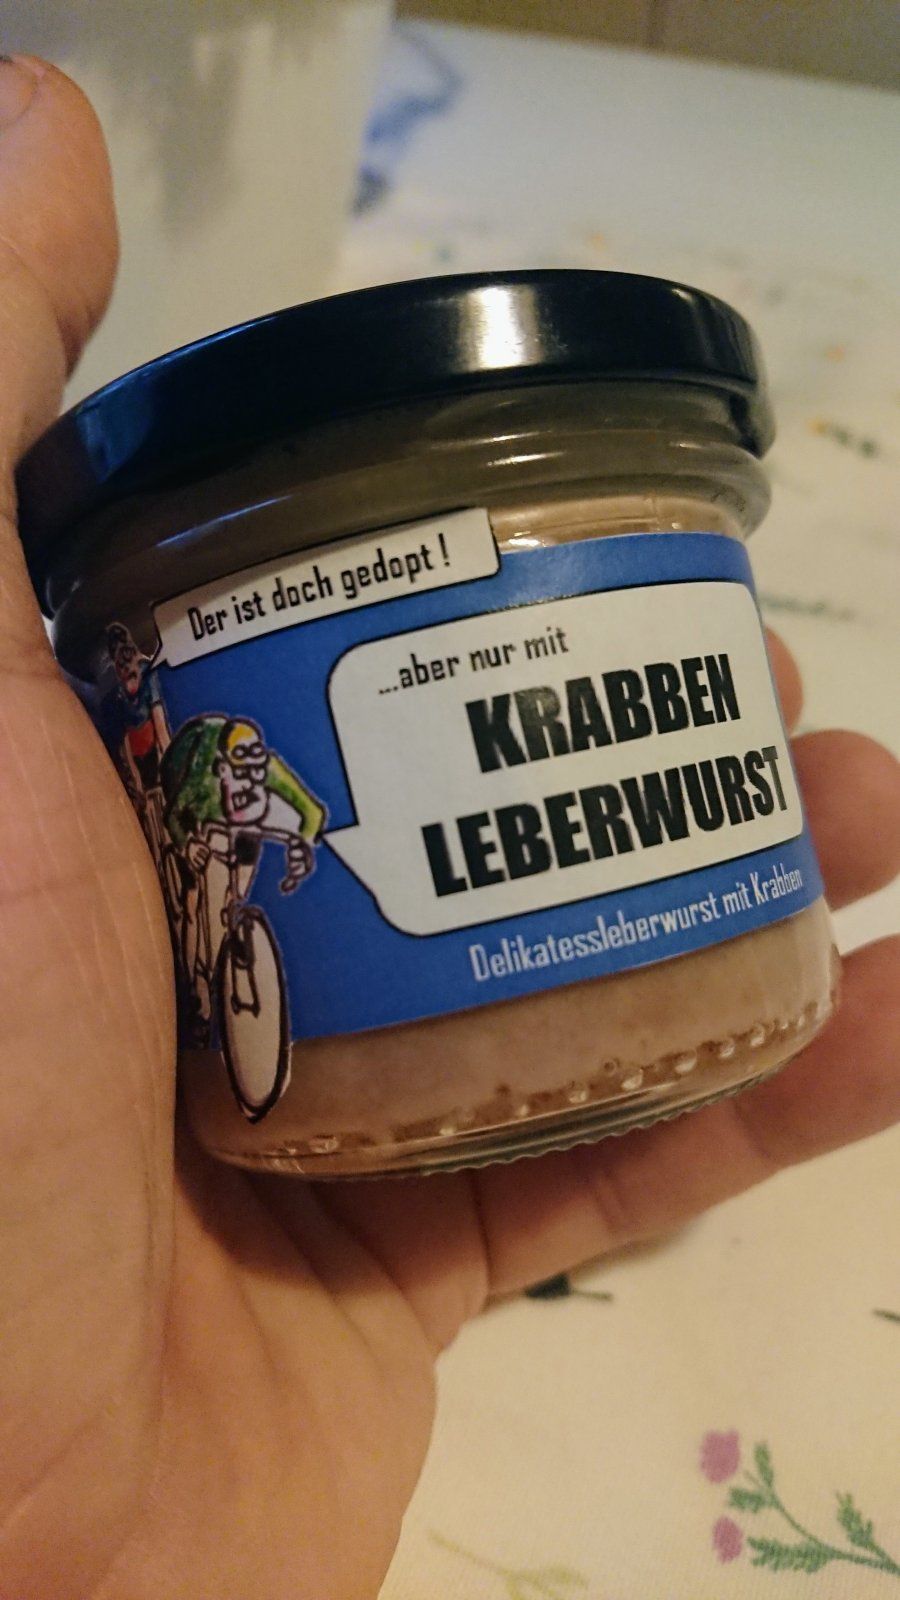 Der ist doch gedopt !
...aber nur mit
KRABBEN
LEBERWURST
Delikatessleberwurst mit Krabben